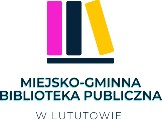 MIEJSKO-GMINNA
BIBLIOTEKA PUBLICZNA
W LUTUTOWIE